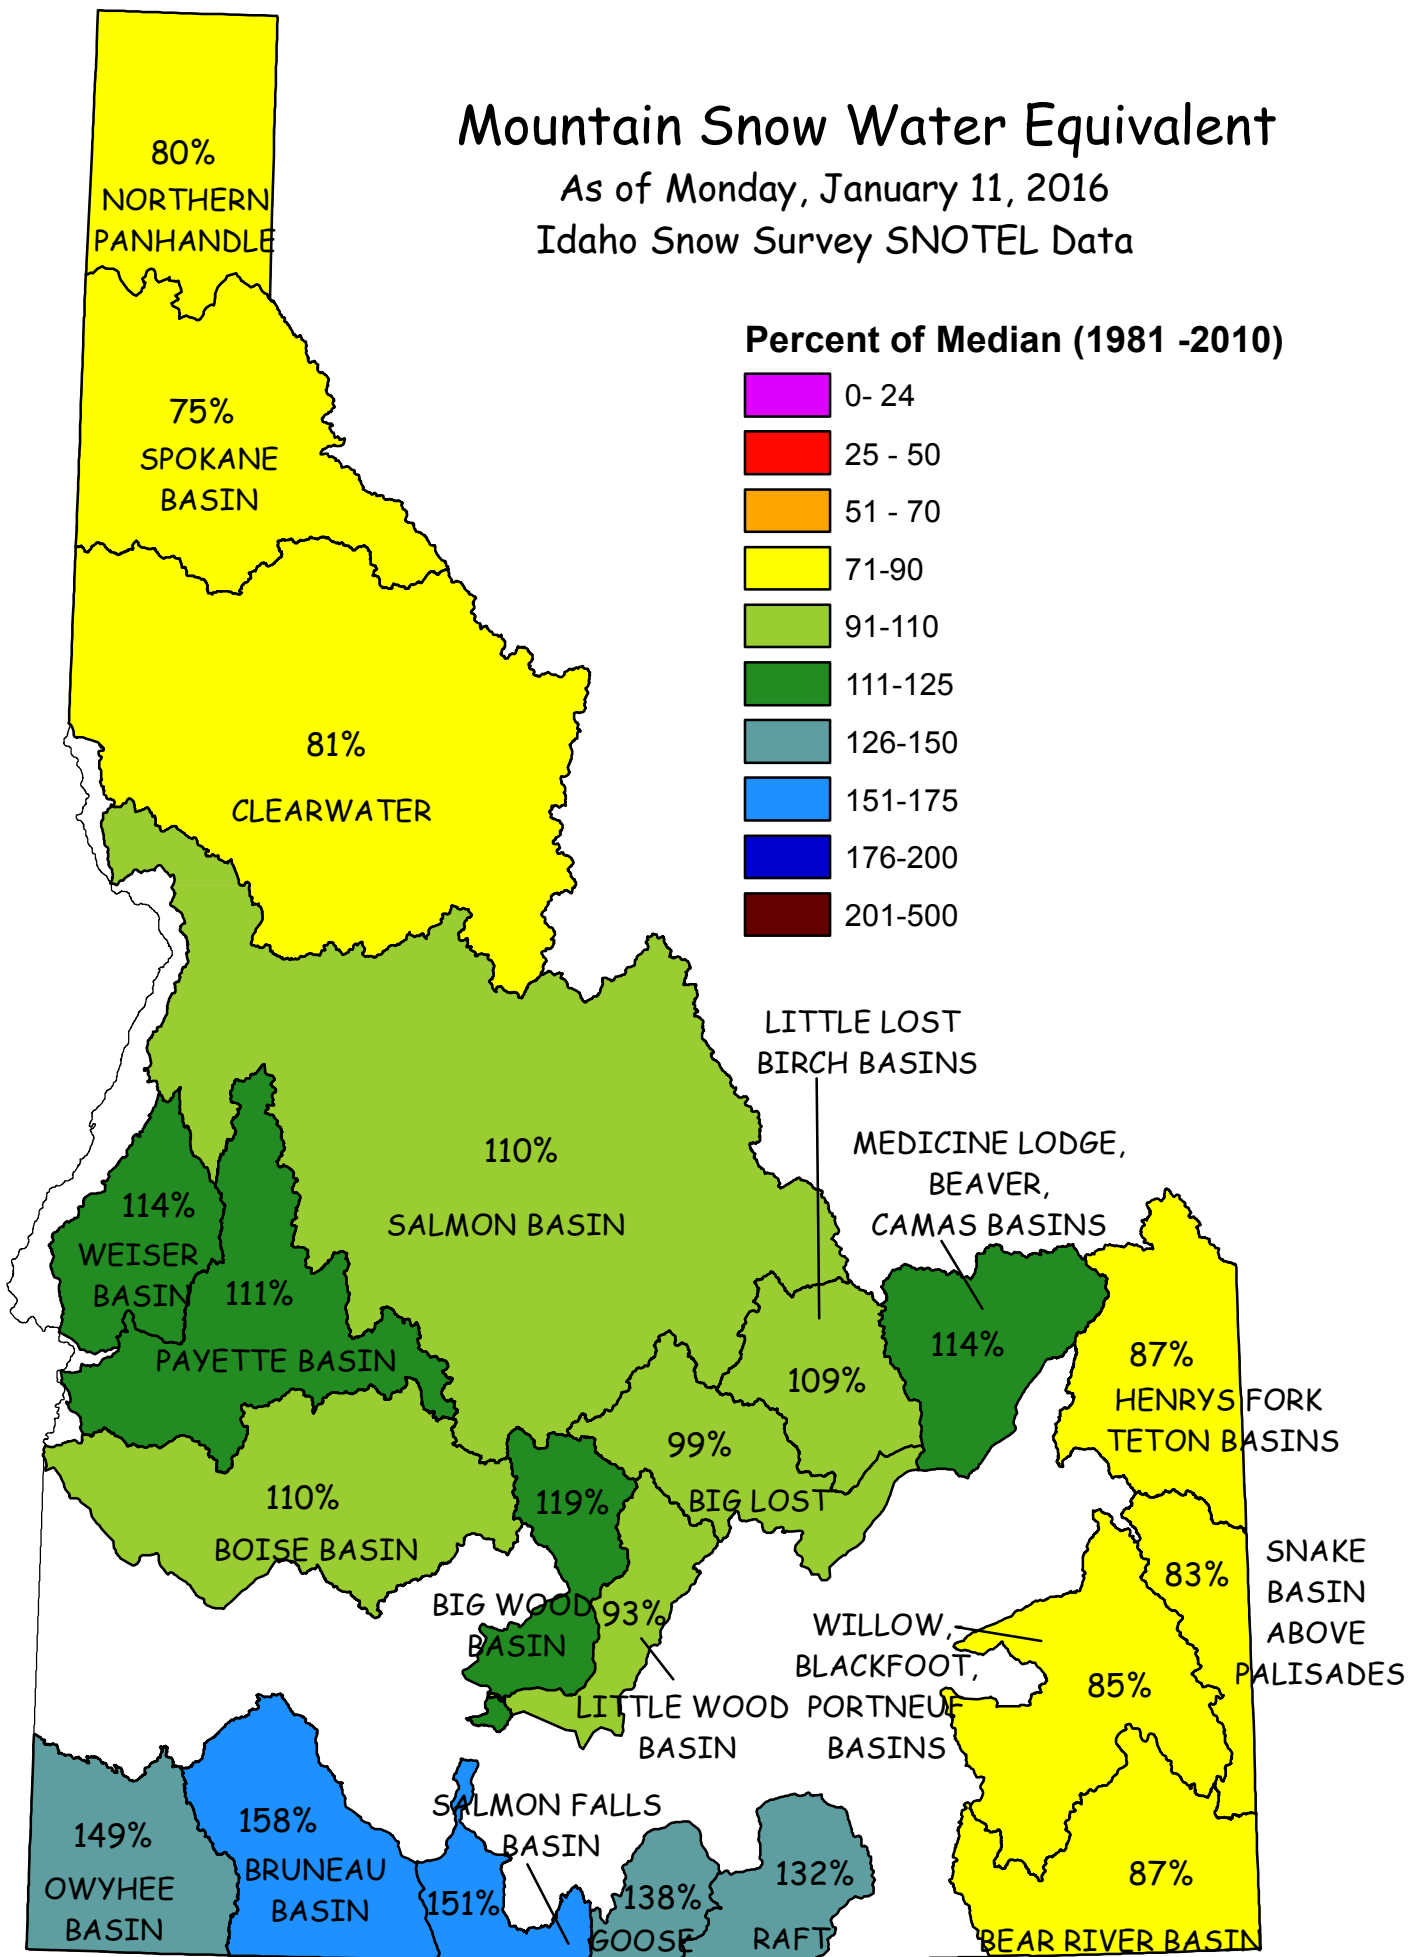 Mountain Snow Water Equivalent
As of Monday, January 11, 2016
Idaho Snow Survey SNOTEL Data
Percent of Median (1981 -2010)
0- 24
25 - 50
51 - 70
71-90
91-110
111-125
126-150
151-175
176-200
201-500
80%
NORTHERN
PANHANDLE
75%
SPOKANE
BASIN
81%
CLEARWATER
LITTLE LOST
BIRCH BASINS
110%
SALMON BASIN
MEDICINE LODGE,
BEAVER,
CAMAS BASINS
114%
WEISER
BASIN
111%
PAYETTE BASIN
109%
114%
87%
HENRYS FORK
TETON BASINS
99%
BIG LOST
110%
BOISE BASIN
119%
BIG WOOD
BASIN
93%
LITTLE WOOD
BASIN
WILLOW,
BLACKFOOT,
PORTNEUF
BASINS
85%
83%
SNAKE
BASIN
ABOVE
PALISADES
149%
OWYHEE
BASIN
158%
BRUNEAU
BASIN
SALMON FALLS
BASIN
151%
138%
GOOSE
132%
RAFT
87%
BEAR RIVER BASIN